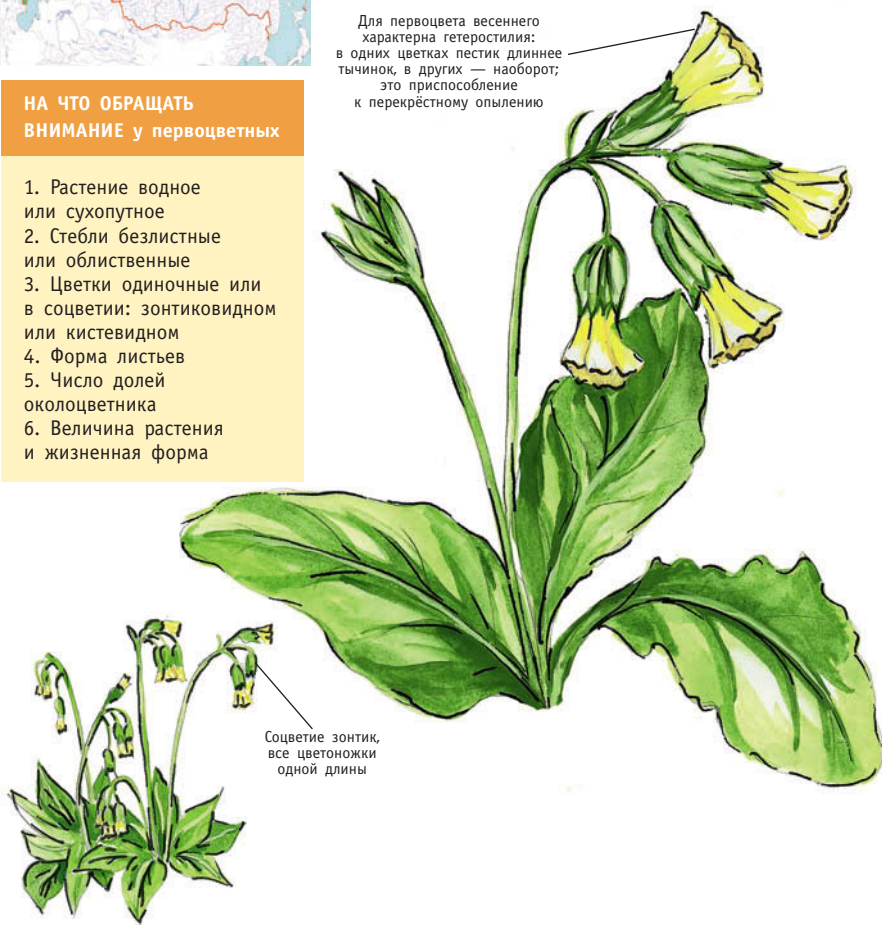 Для первоцвета весеннего
характерна гетеростилия:
в одних цветках пестик длиннее
тычинок, в других — наоборот;
это приспособление
к перекрёстному опылению
НА ЧТО ОБРАЩАТЬ
ВНИМАНИЕ у первоцветных
1. Растение водное
или сухопутное
2. Стебли безлистные
или облиственные
3. Цветки одиночные или
в соцветии: зонтиковидном
или кистевидном
4. Форма листьев
5. Число долей
околоцветника
6. Величина растения
и жизненная форма
Соцветие зонтик,
все цветоножки
одной длины